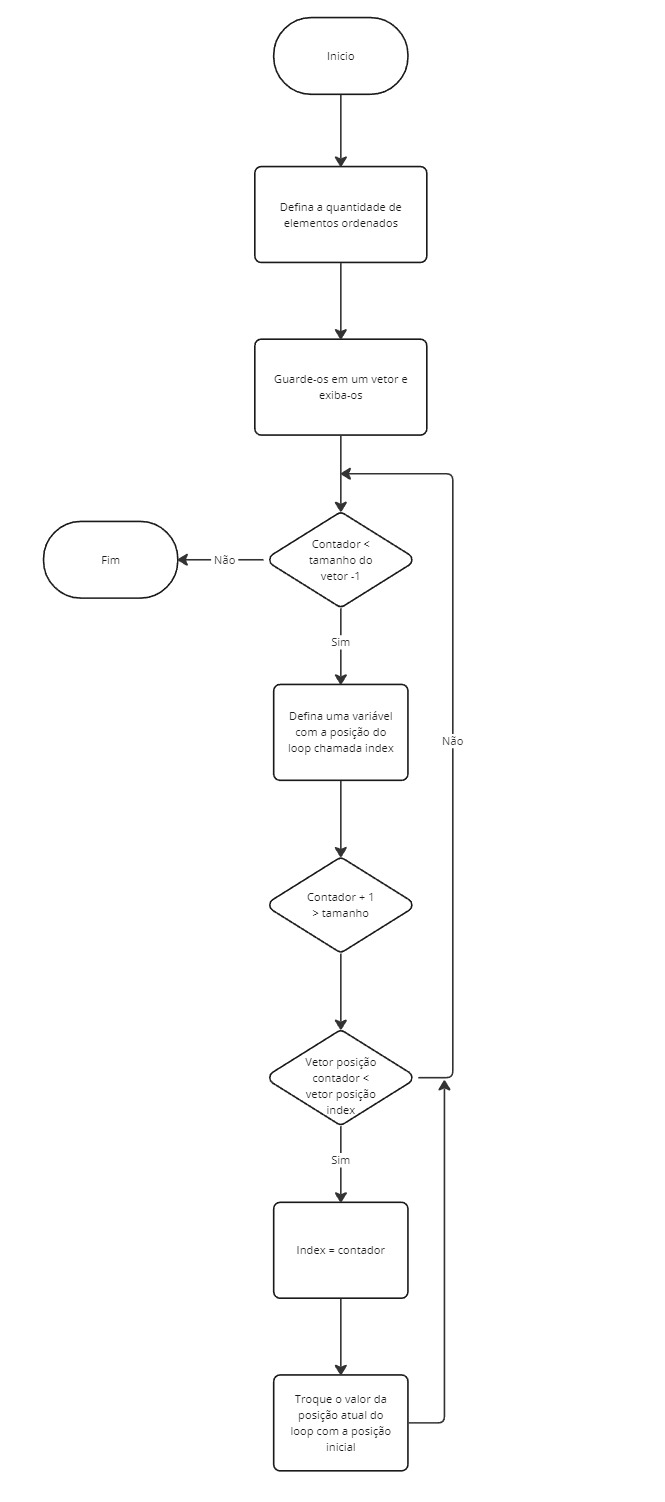 Início
Defina a quantidade de
elementos ordenados
Guarde-os em um vetor e
exiba-os
Contador <
tamanho do
vetor -1
Não
Fim
Sim
Defina uma variável
com a posição do
loop chamada index
Não
Contador + 1
> tamanho
Vetor posição
contador <
vetor posição
index
Sim
Index = contador
Troque o valor da
posição atual do
loop com a posição
inicial